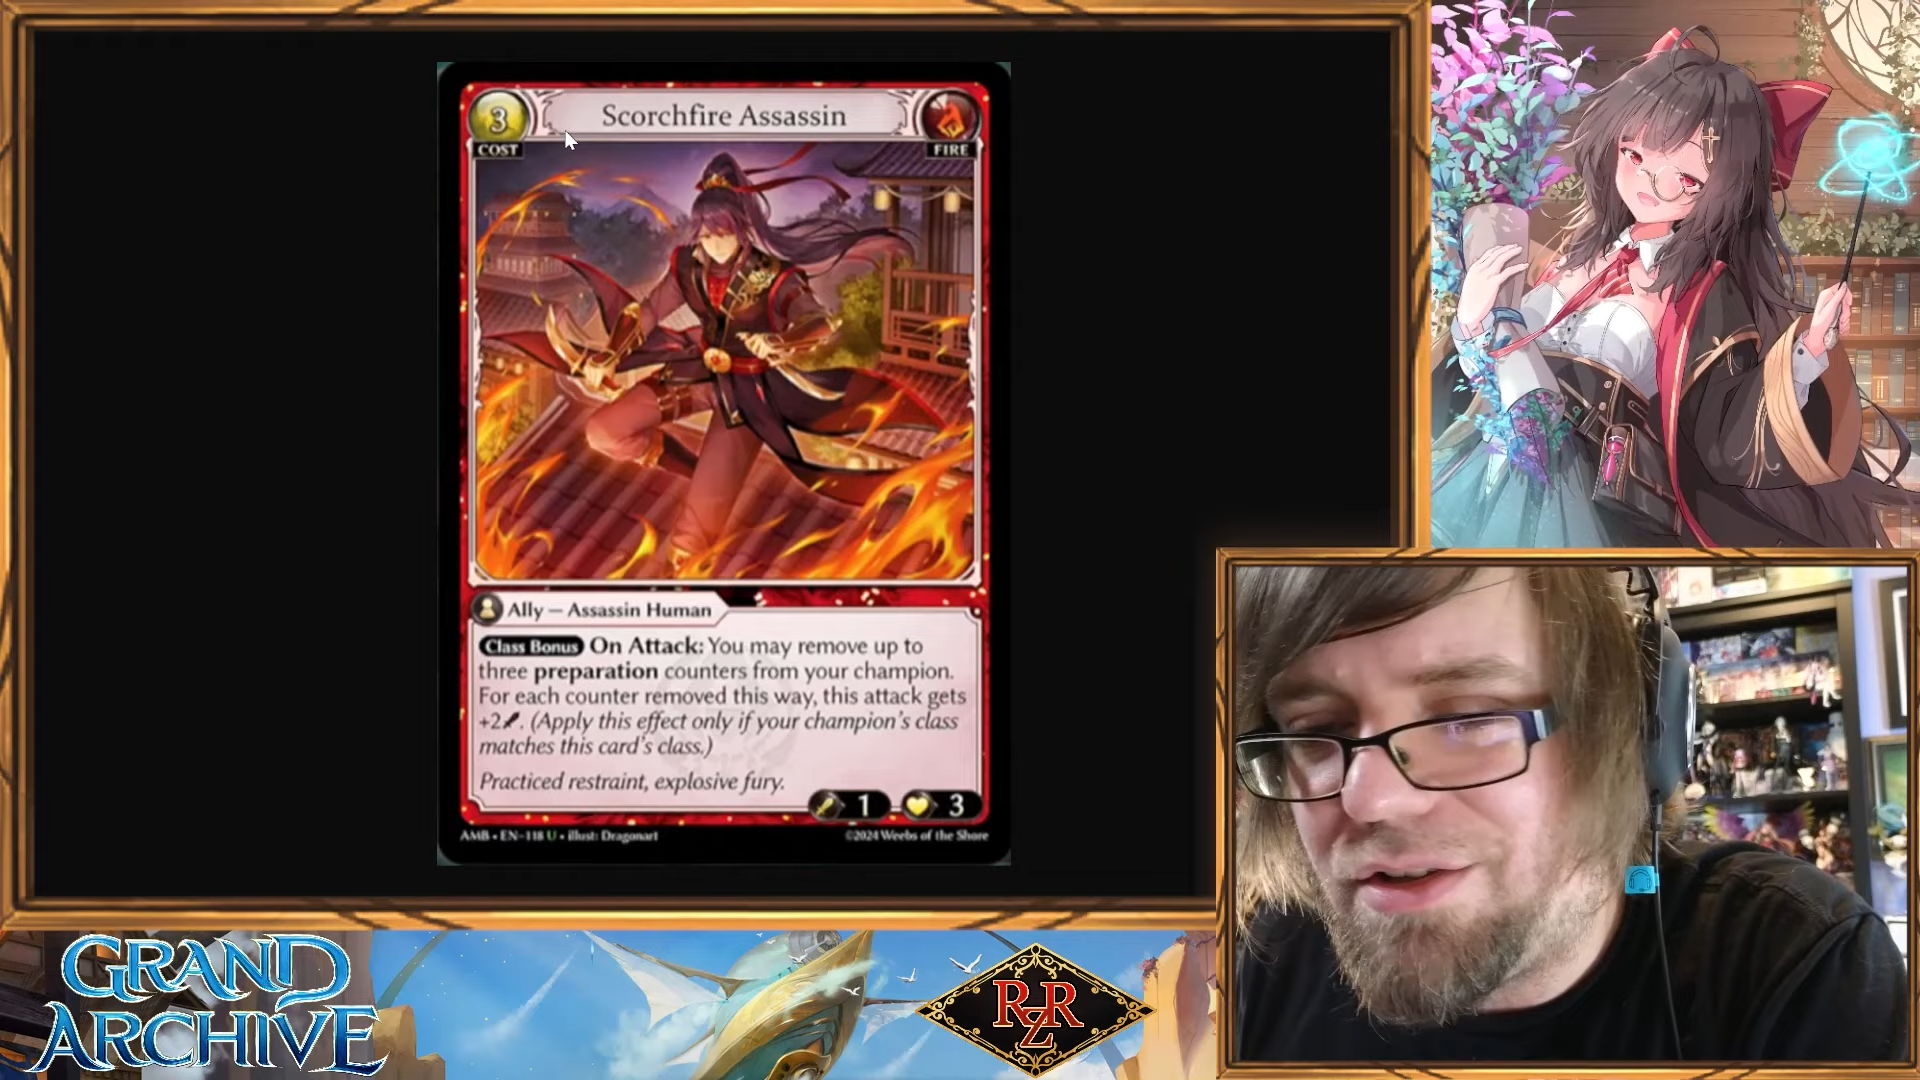 3
Scorchfire Assassin
COST
FIRE
Ally — Assassin Human
Class Bonus On Attack: You may remove up to
three preparation counters from your champion.
For each counter removed this way, this attack gets
+2. (Apply this effect only if your champion's class
matches this card's class.)
Practiced restraint, explosive fury.
1
3
AMB • EN-118 U • illust: Dragonart
©2024 Weebs of the Shore
GRAND
ARCHIVE
RZR